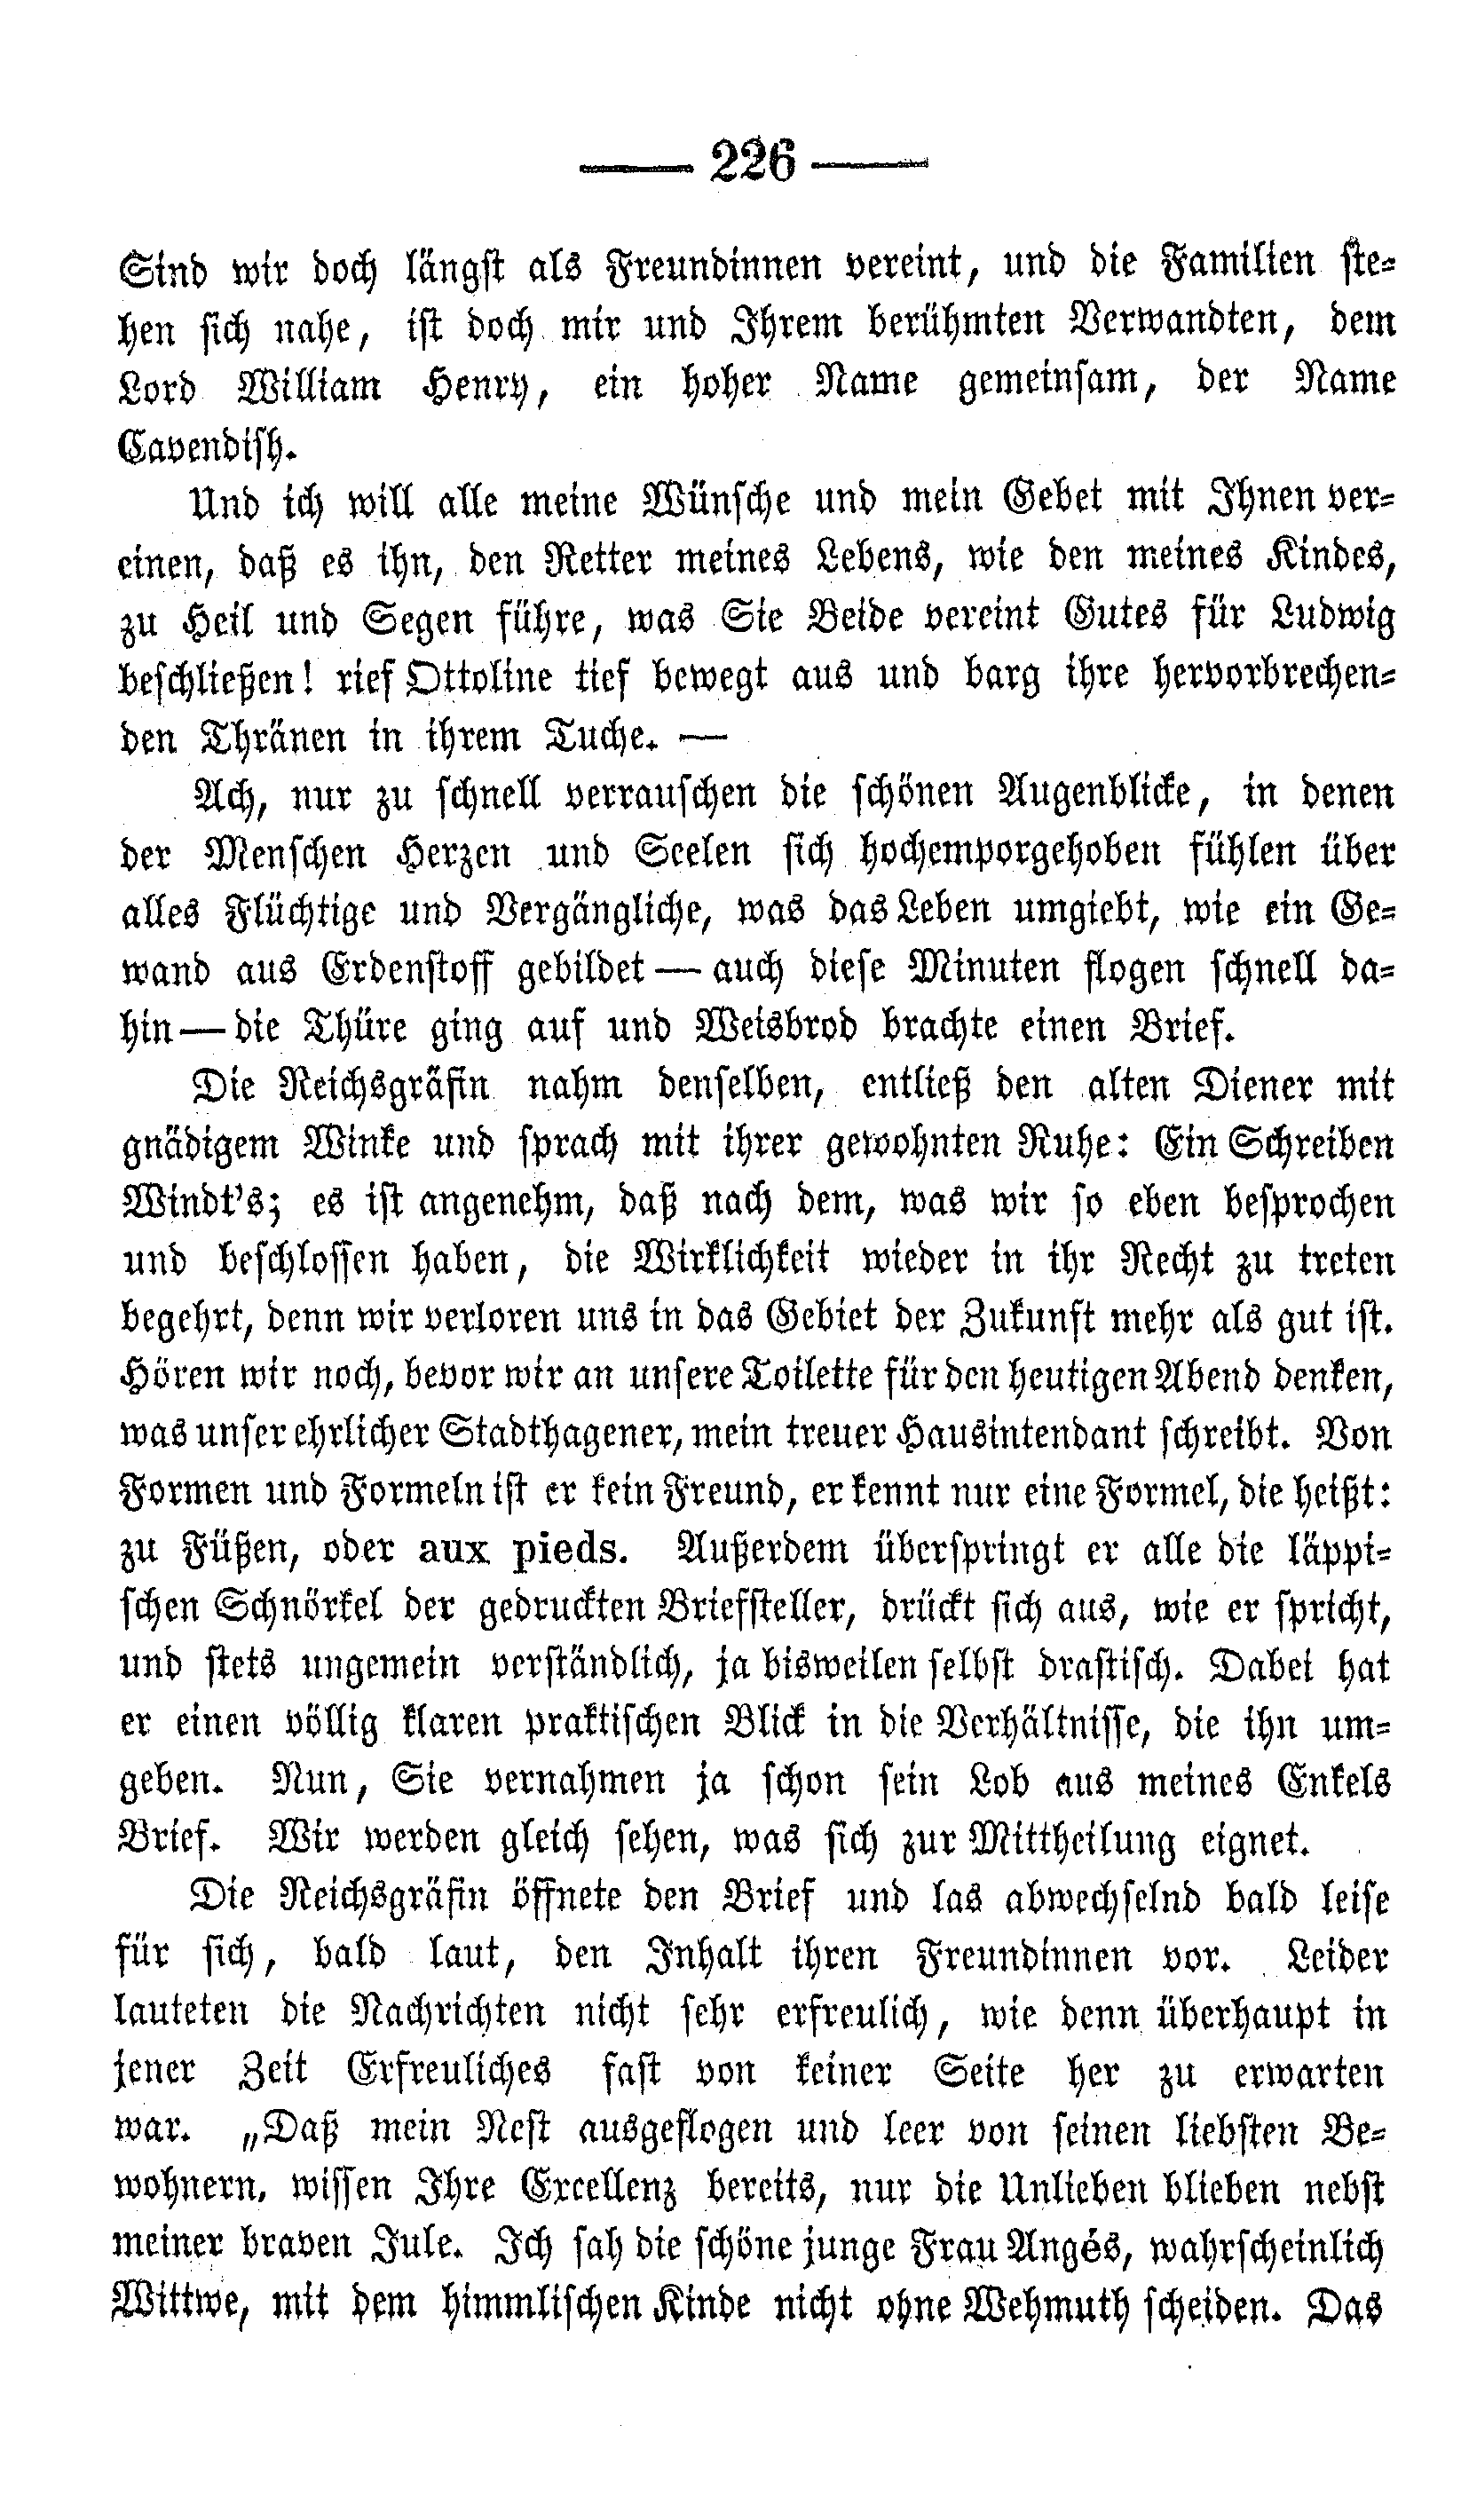 — 226 —
Sind wir doch längst als Freundinnen vereint, und die Familien ste-
hen sich nahe, ist doch mir und Ihrem berühmten Verwandten, dem
Lord William Henry, ein hoher Name gemeinsam, der Name
Cavendish.
Und ich will alle meine Wünsche und mein Gebet mit Ihnen ver-
einen, daß es ihn, den Retter meines Lebens, wie den meines Kindes,
zu Heil und Segen führe, was Sie Beide vereint Gutes für Ludwig
beschließen! rief Ottoline tief bewegt aus und barg ihre hervorbrechen-
den Thränen in ihrem Tuche. —
Ach, nur zu schnell verrauschen die schönen Augenblicke, in denen
der Menschen Herzen und Seelen sich hochemporgehoben fühlen über
alles Flüchtige und Vergängliche, was das Leben umgiebt, wie ein Ge-
wand aus Erdenstoff gebildet — auch diese Minuten flogen schnell da-
hin — die Thüre ging auf und Weisbrod brachte einen Brief.
Die Reichsgräfin nahm denselben, entließ den alten Diener mit
gnädigem Winke und sprach mit ihrer gewohnten Ruhe: Ein Schreiben
Windt's; es ist angenehm, daß nach dem, was wir so eben besprochen
und beschlossen haben, die Wirklichkeit wieder in ihr Recht zu treten
begehrt, denn wir verloren uns in das Gebiet der Zukunft mehr als gut ist.
Hören wir noch, bevor wir an unsere Toilette für den heutigen Abend denken,
was unser ehrlicher Stadthagener, mein treuer Hausintendant schreibt. Von
Formen und Formeln ist er kein Freund, er kennt nur eine Formel, die heißt:
zu Füßen, oder aux pieds. Außerdem überspringt er alle die läppi-
schen Schnörkel der gedruckten Briefsteller, drückt sich aus, wie er spricht,
und stets ungemein verständlich, ja bisweilen selbst drastisch. Dabei hat
er einen völlig klaren praktischen Blick in die Verhältnisse, die ihn um-
geben. Nun, Sie vernahmen ja schon sein Lob aus meines Enkels
Brief. Wir werden gleich sehen, was sich zur Mittheilung eignet.
Die Reichsgräfin öffnete den Brief und las abwechselnd bald leise
für sich, bald laut, den Inhalt ihren Freundinnen vor. Leider
lauteten die Nachrichten nicht sehr erfreulich, wie denn überhaupt in
jener Zeit Erfreuliches fast von keiner Seite her zu erwarten
war. „Daß mein Nest ausgeflogen und leer von seinen liebsten Be-
wohnern, wissen Ihre Excellenz bereits, nur die Unlieben blieben nebst
meiner braven Jule. Ich sah die schöne junge Frau Angés, wahrscheinlich
Wittwe, mit dem himmlischen Kinde nicht ohne Wehmuth scheiden. Das